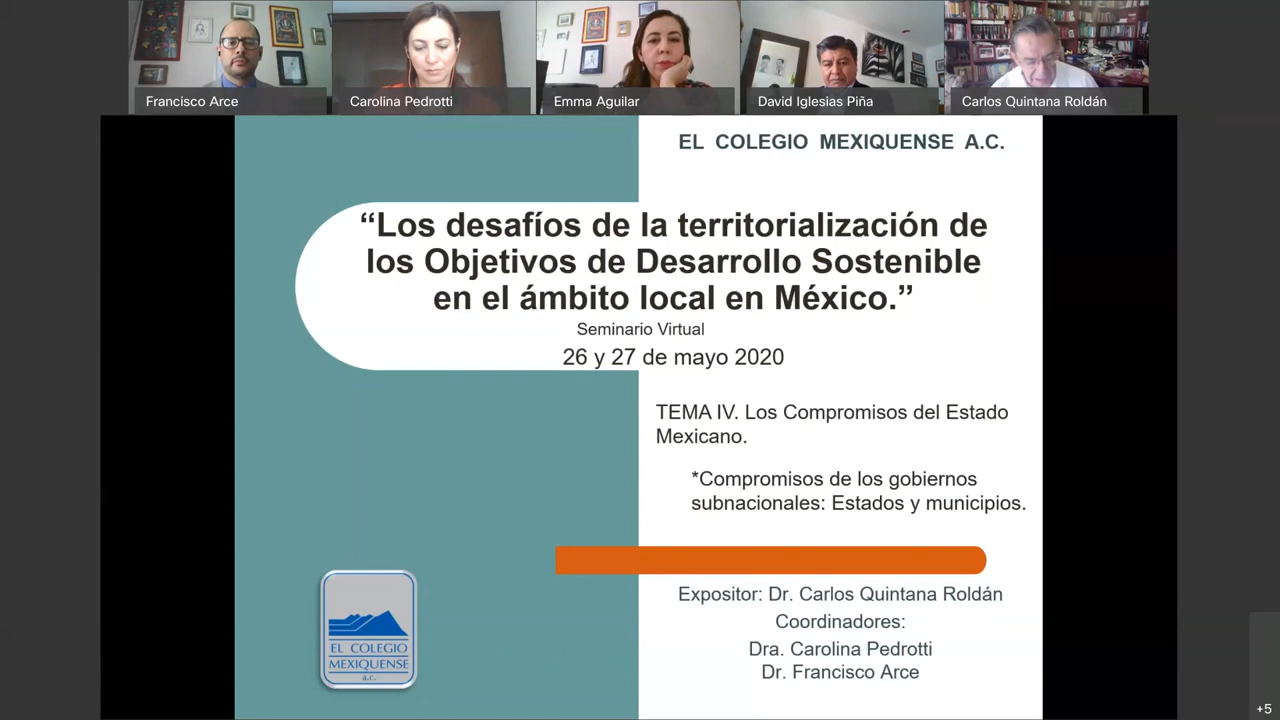 Francisco Arce
Carolina Pedrotti
Emma Aguilar
David Iglesias Piña
Carlos Quintana Roldán
EL COLEGIO MEXIQUENSE A.C.
“Los desafíos de la territorialización de
los Objetivos de Desarrollo Sostenible
en el ámbito local en México.”
Seminario Virtual
26 y 27 de mayo 2020
TEMA IV. Los Compromisos del Estado
Mexicano.
*Compromisos de los gobiernos
subnacionales: Estados y municipios.
Expositor: Dr. Carlos Quintana Roldán
Coordinadores:
Dra. Carolina Pedrotti
Dr. Francisco Arce
EL COLEGIO
MEXIQUENSE
a.c.
+5